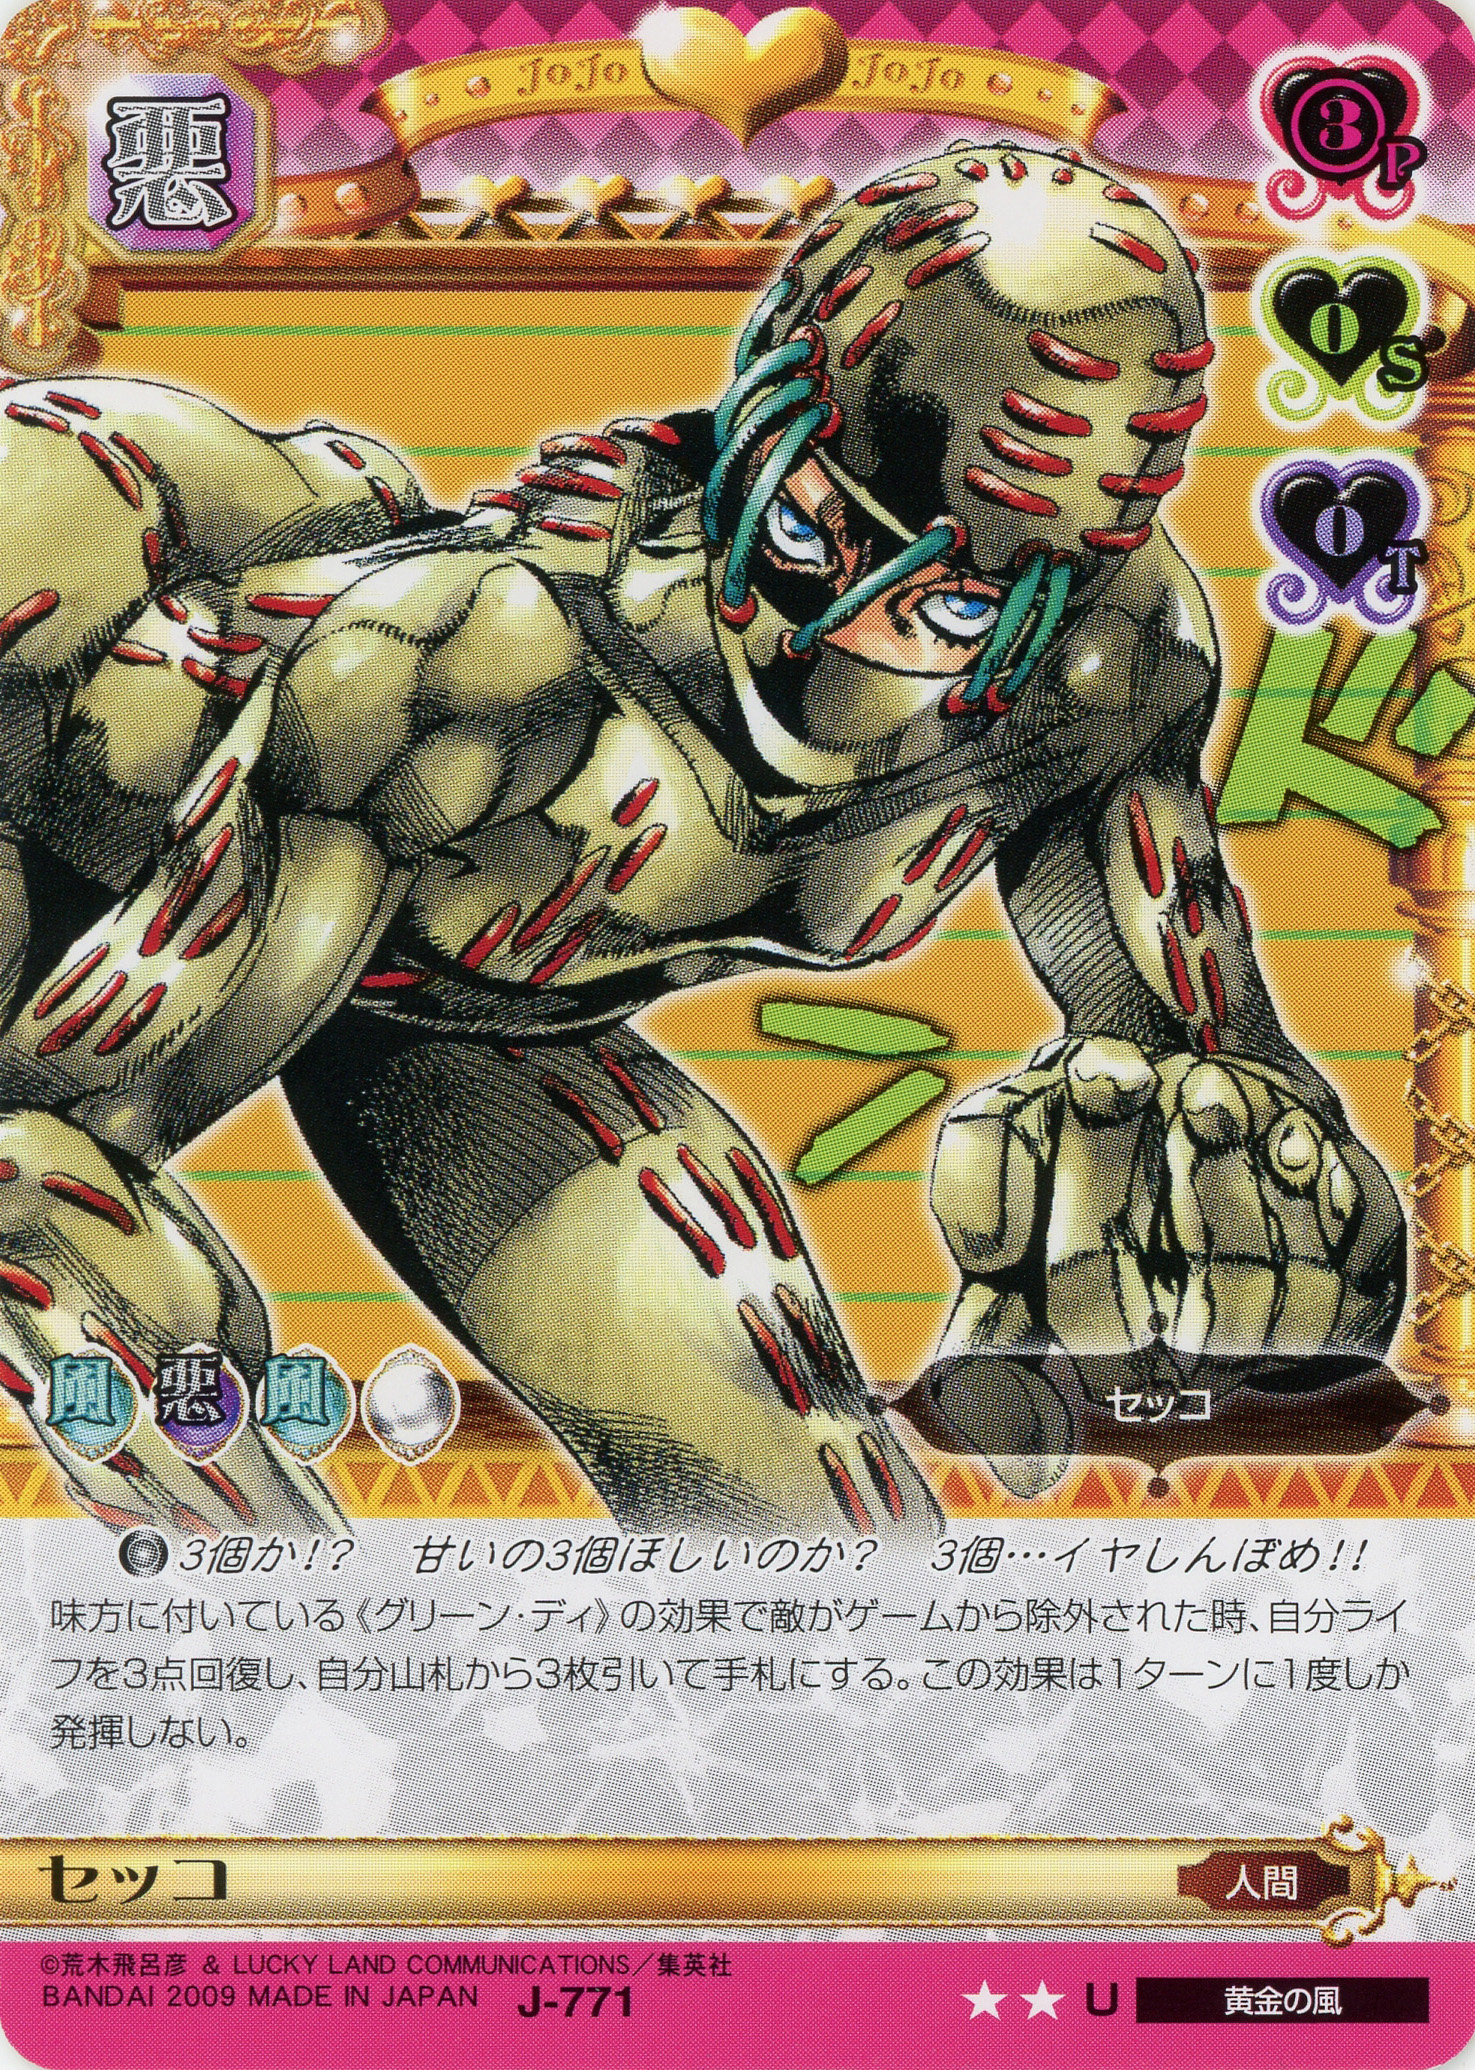 JoJo JoJo
悪
3P
0S
0T
ド
ン
風 悪 風
セッコ
3個か!? 甘いの3個ほしいのか? 3個…イヤしんぼめ!!
味方に付いている《グリーン・ディ》の効果で敵がゲームから除外された時、自分ライ
フを3点回復し、自分山札から3枚引いて手札にする。この効果は1ターンに1度しか
発揮しない。
セッコ
人間
©荒木飛呂彦 & LUCKY LAND COMMUNICATIONS／集英社
BANDAI 2009 MADE IN JAPAN J-771
★★ U 黄金の風